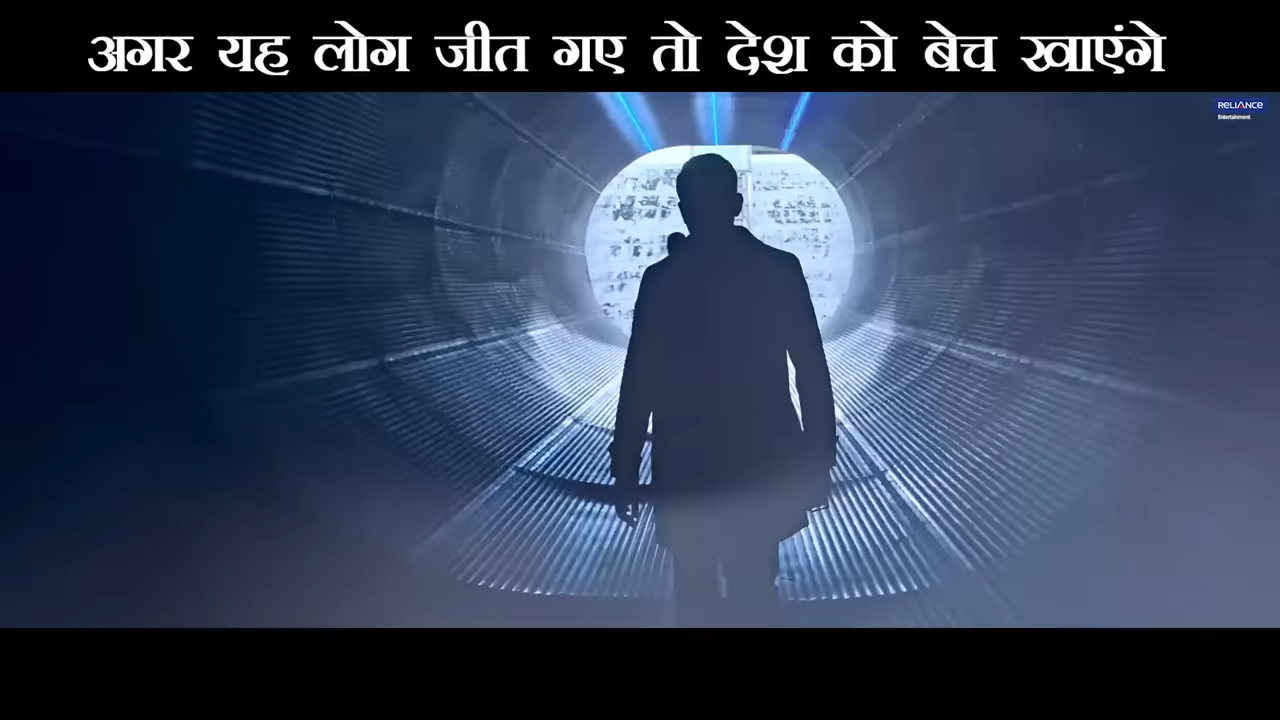 अगर यह लोग जीत गए तो देश को बेच खाएंगे
RELIANCE
Entertainment